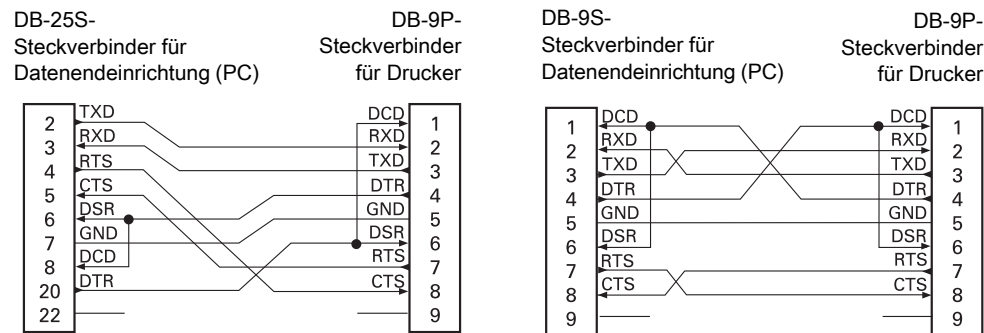 DB-25S-
Steckverbinder für
Datenendeinrichtung (PC)
DB-9P-
Steckverbinder
für Drucker
2 TXD DCD 1
3 RXD RXD 2
4 RTS TXD 3
5 CTS DTR 4
6 DSR GND 5
7 GND DSR 6
8 DCD RTS 7
20 DTR CTS 8
22 9
DB-9S-
Steckverbinder für
Datenendeinrichtung (PC)
DB-9P-
Steckverbinder
für Drucker
1 DCD DCD 1
2 RXD RXD 2
3 TXD TXD 3
4 DTR DTR 4
5 GND GND 5
6 DSR DSR 6
7 RTS RTS 7
8 CTS CTS 8
9 9